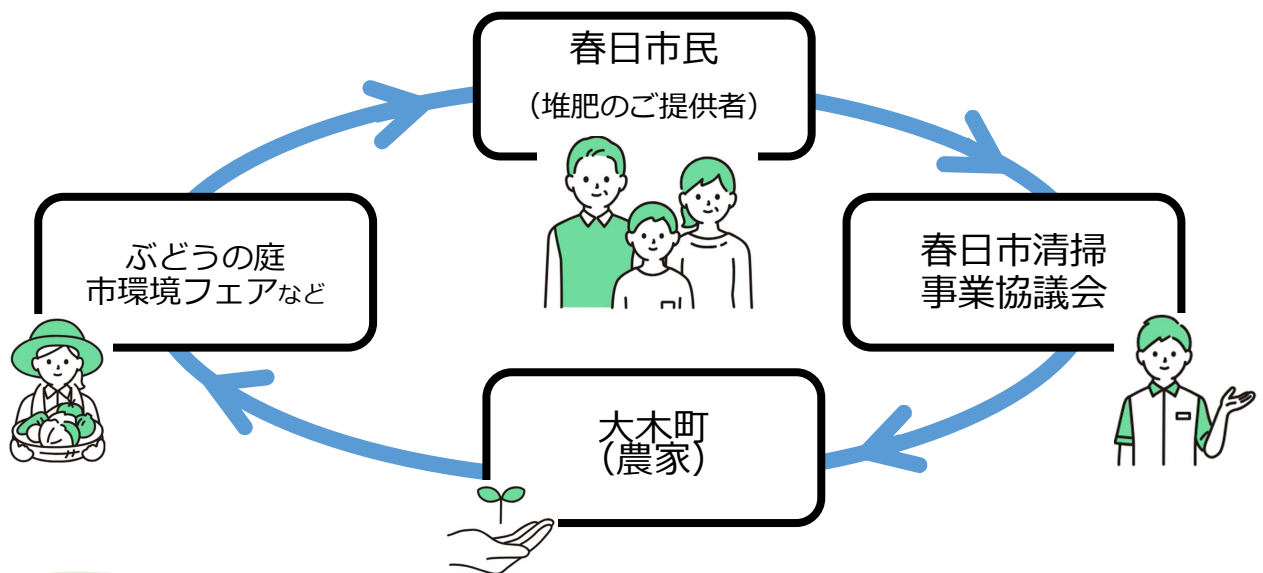 春日市民
（堆肥のご提供者）
春日市清掃
事業協議会
大木町
（農家）
ぶどうの庭
市環境フェアなど